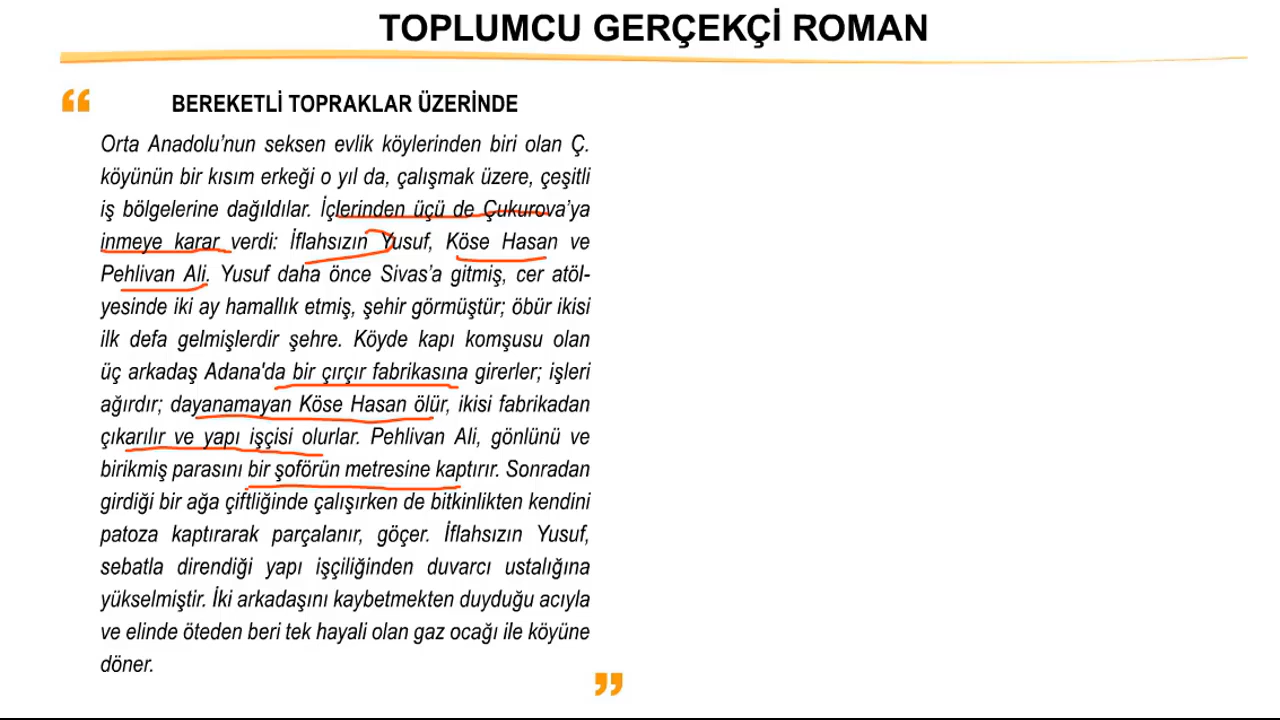 TOPLUMCU GERÇEKÇİ ROMAN
“
BEREKETLİ TOPRAKLAR ÜZERİNDE
Orta Anadolu’nun seksen evlik köylerinden biri olan Ç.
köyünün bir kısım erkeği o yıl da, çalışmak üzere, çeşitli
iş bölgelerine dağıldılar. İçlerinden üçü de Çukurova’ya
inmeye karar verdi: İflahsızın Yusuf, Köse Hasan ve
Pehlivan Ali. Yusuf daha önce Sivas’a gitmiş, cer atöl-
yesinde iki ay hamallık etmiş, şehir görmüştür; öbür ikisi
ilk defa gelmişlerdir şehre. Köyde kapı komşusu olan
üç arkadaş Adana'da bir çırçır fabrikasına girerler; işleri
ağırdır; dayanamayan Köse Hasan ölür, ikisi fabrikadan
çıkarılır ve yapı işçisi olurlar. Pehlivan Ali, gönlünü ve
birikmiş parasını bir şoförün metresine kaptırır. Sonradan
girdiği bir ağa çiftliğinde çalışırken de bitkinlikten kendini
patoza kaptırarak parçalanır, göçer. İflahsızın Yusuf,
sebatla direndiği yapı işçiliğinden duvarcı ustalığına
yükselmiştir. İki arkadaşını kaybetmekten duyduğu acıyla
ve elinde öteden beri tek hayali olan gaz ocağı ile köyüne
döner.
”